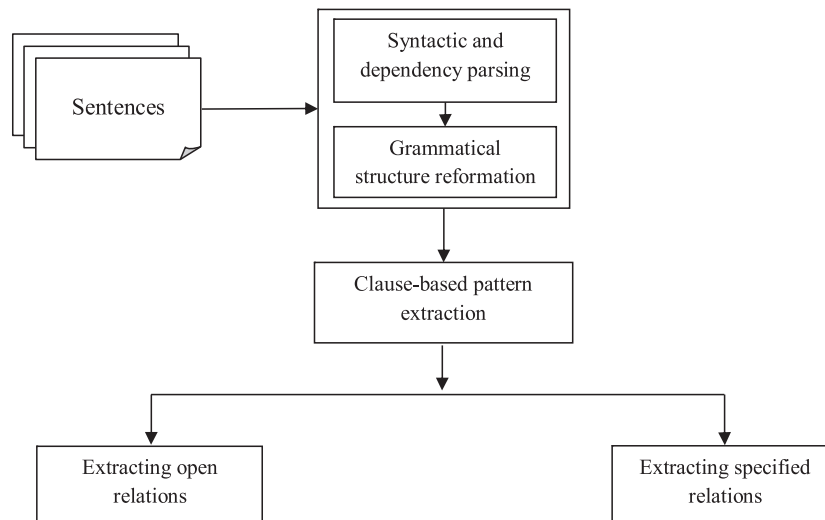 Syntactic and
dependency parsing
Sentences
Grammatical
structure reformation
Clause-based pattern
extraction
Extracting open
relations
Extracting specified
relations